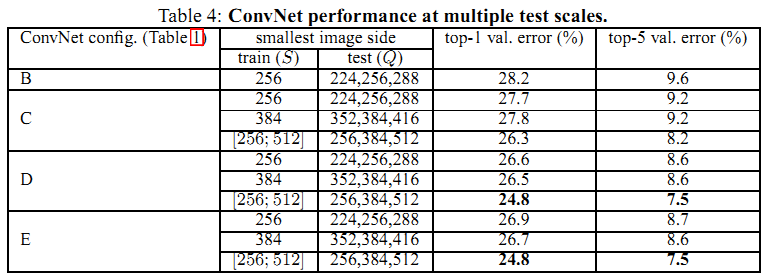 Table 4: ConvNet performance at multiple test scales.
ConvNet config. (Table 1) smallest image side top-1 val. error (%) top-5 val. error (%)
train (S) test (Q)
B 256 224,256,288 28.2 9.6
256 224,256,288 27.7 9.2
C 384 352,384,416 27.8 9.2
[256; 512] 256,384,512 26.3 8.2
256 224,256,288 26.6 8.6
D 384 352,384,416 26.5 8.6
[256; 512] 256,384,512 24.8 7.5
256 224,256,288 26.9 8.7
E 384 352,384,416 26.7 8.6
[256; 512] 256,384,512 24.8 7.5